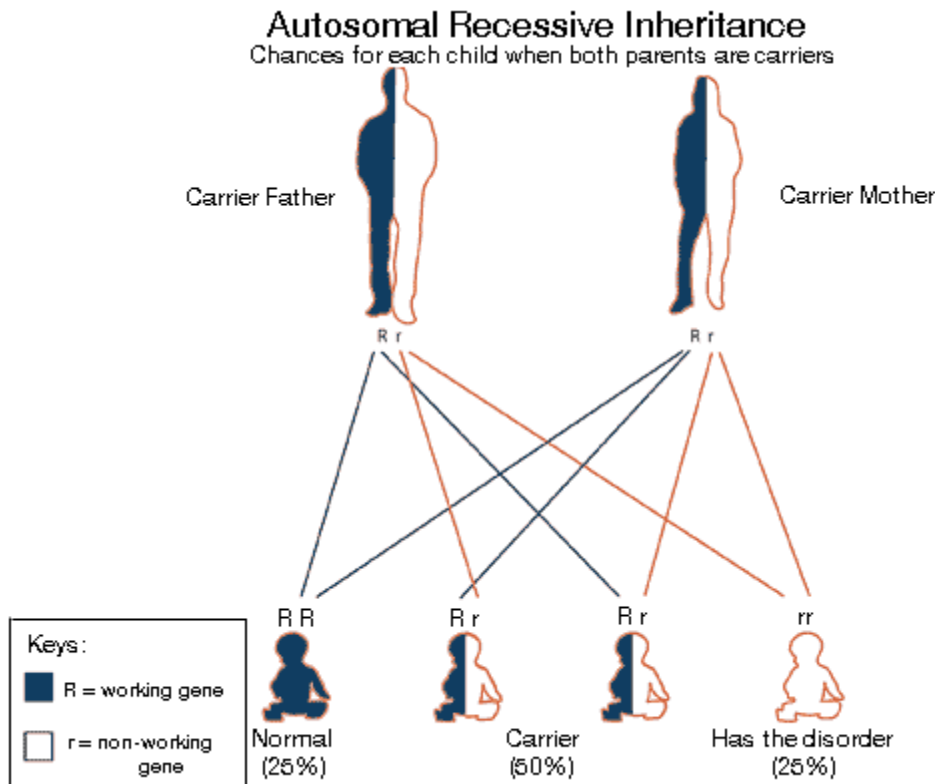 Autosomal Recessive Inheritance
Chances for each child when both parents are carriers
Carrier Father
Carrier Mother
R r
R r
R R
R r
R r
rr
Keys:
R = working gene
r = non-working
gene
Normal
(25%)
Carrier
(50%)
Has the disorder
(25%)